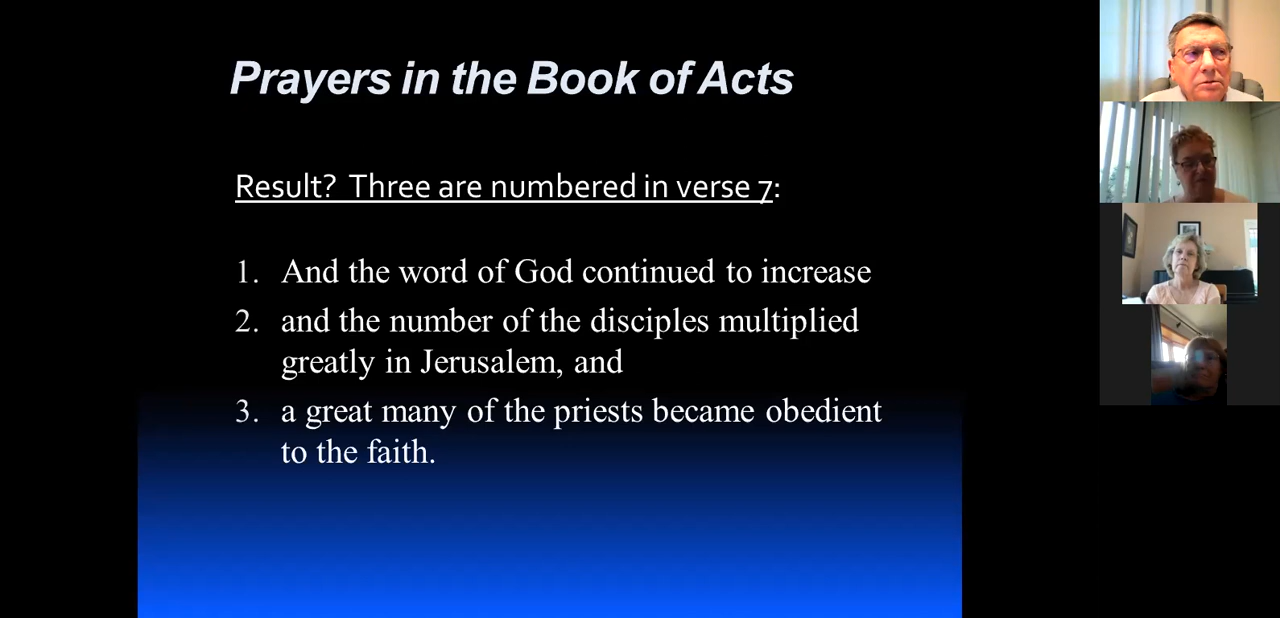 Prayers in the Book of Acts
Result? Three are numbered in verse 7:
1. And the word of God continued to increase
2. and the number of the disciples multiplied
greatly in Jerusalem, and
3. a great many of the priests became obedient
to the faith.